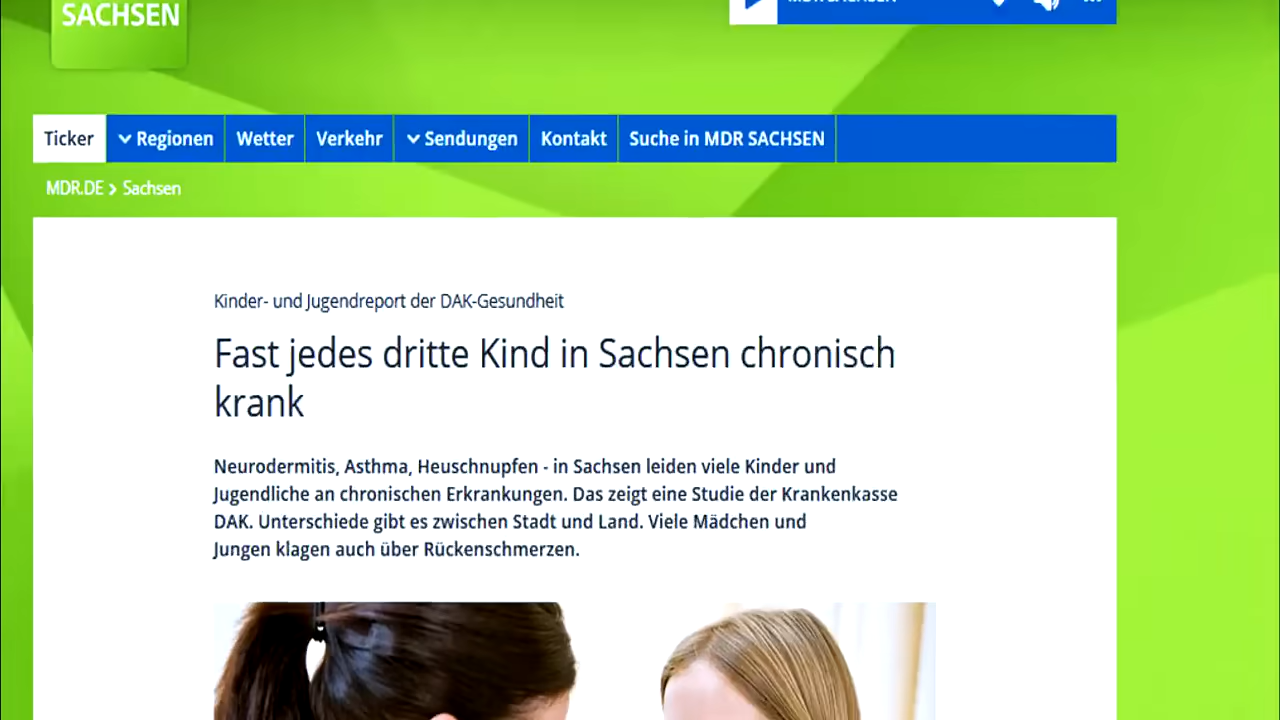 SACHSEN
MDR SACHSEN
Ticker
Regionen
Wetter
Verkehr
Sendungen
Kontakt
Suche in MDR SACHSEN
MDR.DE > Sachsen
Kinder- und Jugendreport der DAK-Gesundheit
Fast jedes dritte Kind in Sachsen chronisch
krank
Neurodermitis, Asthma, Heuschnupfen - in Sachsen leiden viele Kinder und
Jugendliche an chronischen Erkrankungen. Das zeigt eine Studie der Krankenkasse
DAK. Unterschiede gibt es zwischen Stadt und Land. Viele Mädchen und
Jungen klagen auch über Rückenschmerzen.